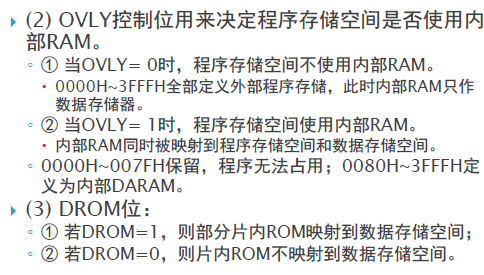 (2) OVLY控制位用来决定程序存储空间是否使用内
部RAM。
① 当OVLY= 0时，程序存储空间不使用内部RAM。
0000H~3FFFH全部定义外部程序存储，此时内部RAM只作
数据存储器。
② 当OVLY= 1时，程序存储空间使用内部RAM。
内部RAM同时被映射到程序存储空间和数据存储空间。
0000H~007FH保留，程序无法占用；0080H~3FFFH定
义为内部DARAM。
(3) DROM位：
① 若DROM=1，则部分片内ROM映射到数据存储空间；
② 若DROM=0，则片内ROM不映射到数据存储空间。